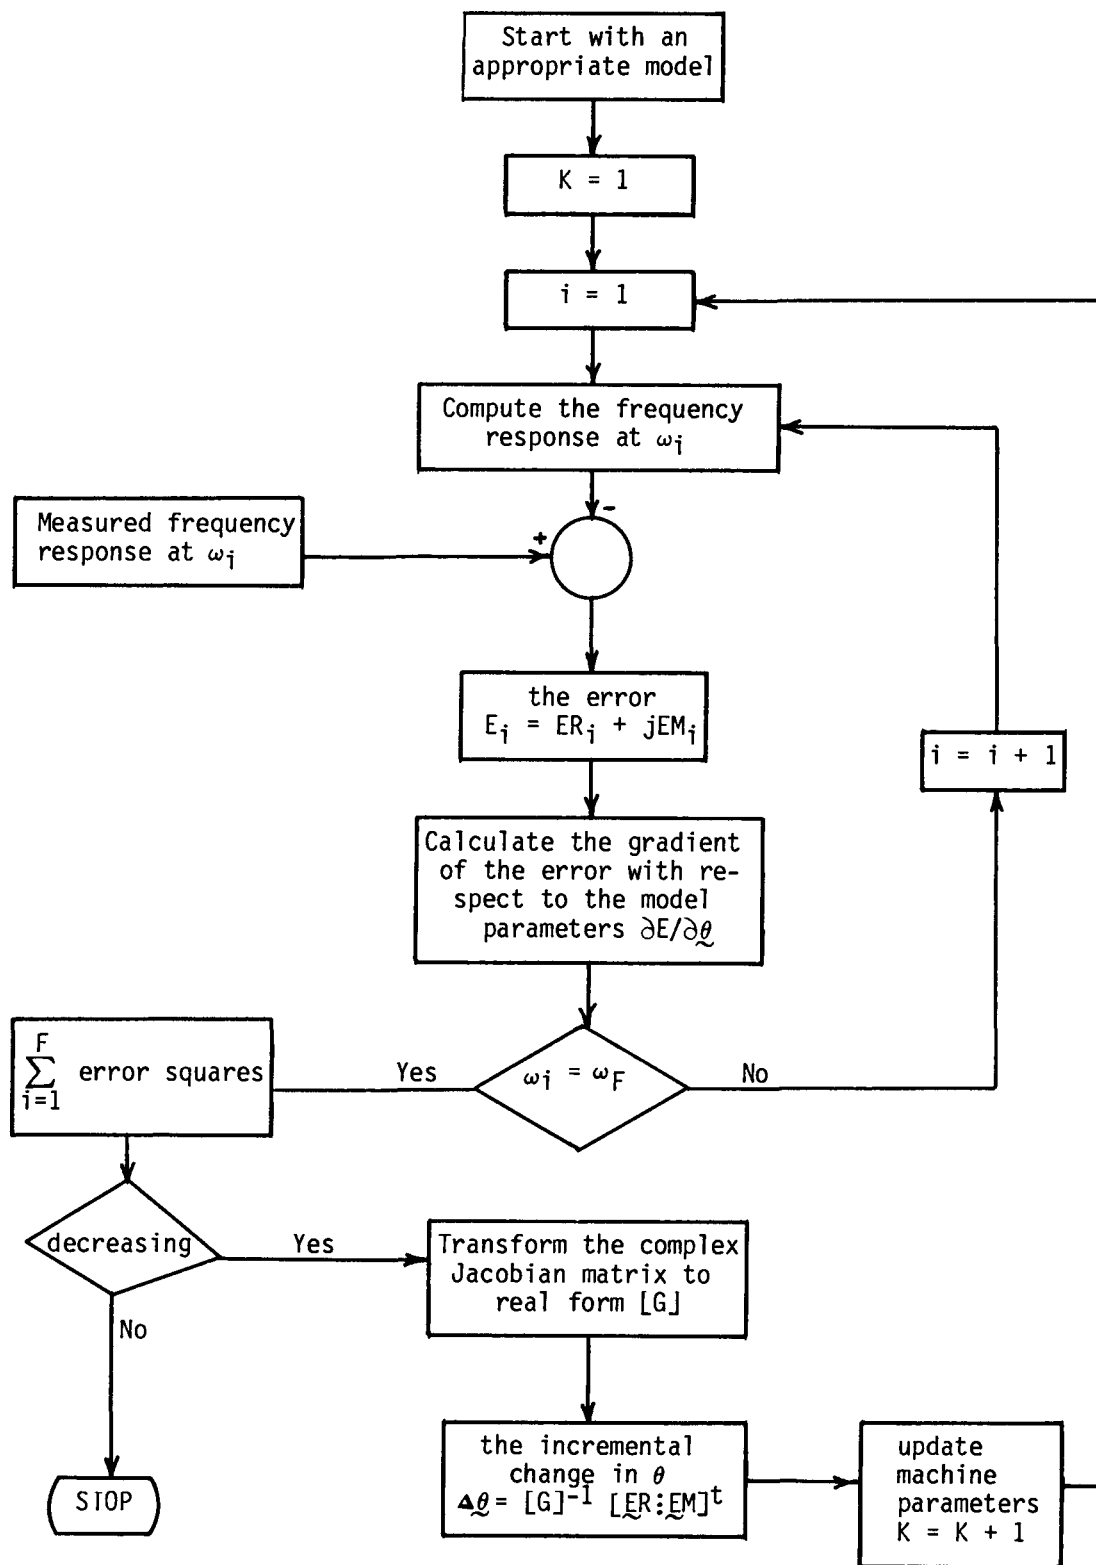 Start with an
appropriate model
K = 1
i = 1
Compute the frequency
response at ωi
-
Measured frequency
response at ωi
+
the error
Ei = ERi + jEMi
i = i + 1
Calculate the gradient
of the error with re-
spect to the model
parameters ∂E/∂θ̰
F
∑ error squares
i=1
Yes
ωi = ωF
No
decreasing
Yes
Transform the complex
Jacobian matrix to
real form [G]
No
the incremental
change in θ
Δθ̰ = [G]⁻¹ [ḚR⋮ḚM]ᵗ
update
machine
parameters
K = K + 1
STOP